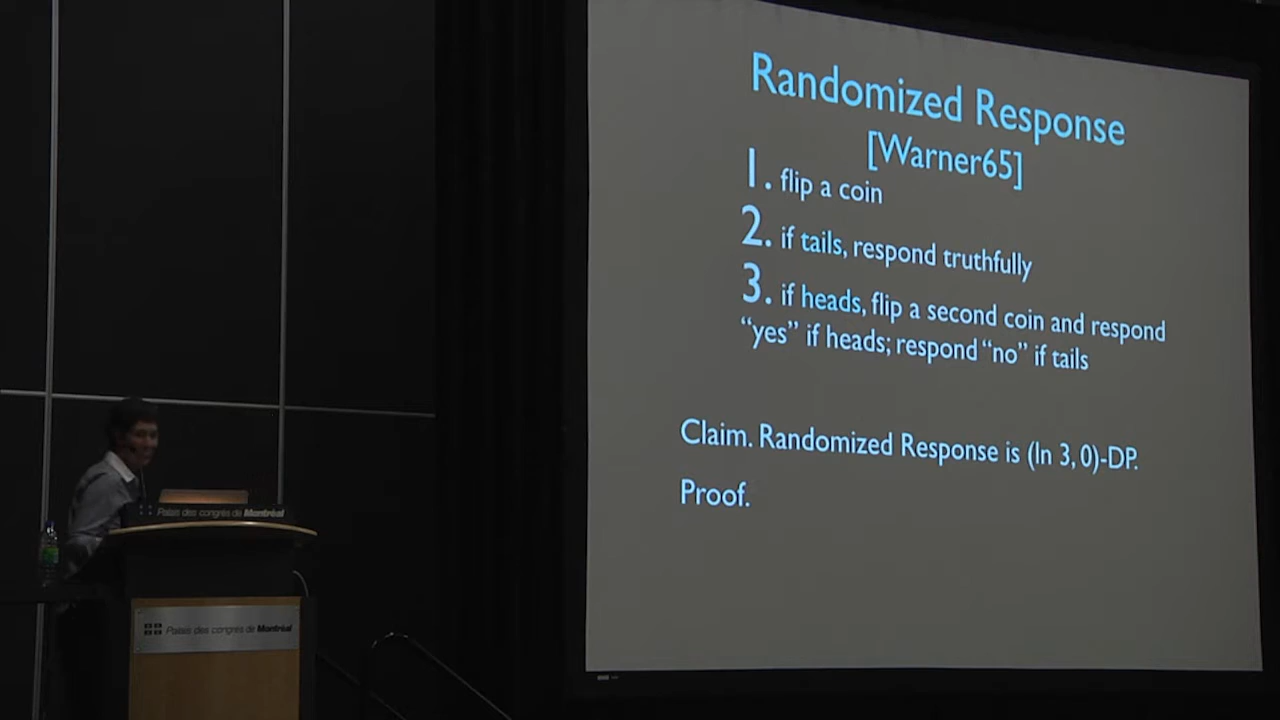 Randomized Response
[Warner65]
1. flip a coin
2. if tails, respond truthfully
3. if heads, flip a second coin and respond
“yes” if heads; respond “no” if tails
Claim. Randomized Response is (ln 3, 0)-DP.
Proof.
Palais des congrès de Montréal
Palais des congrès de Montréal